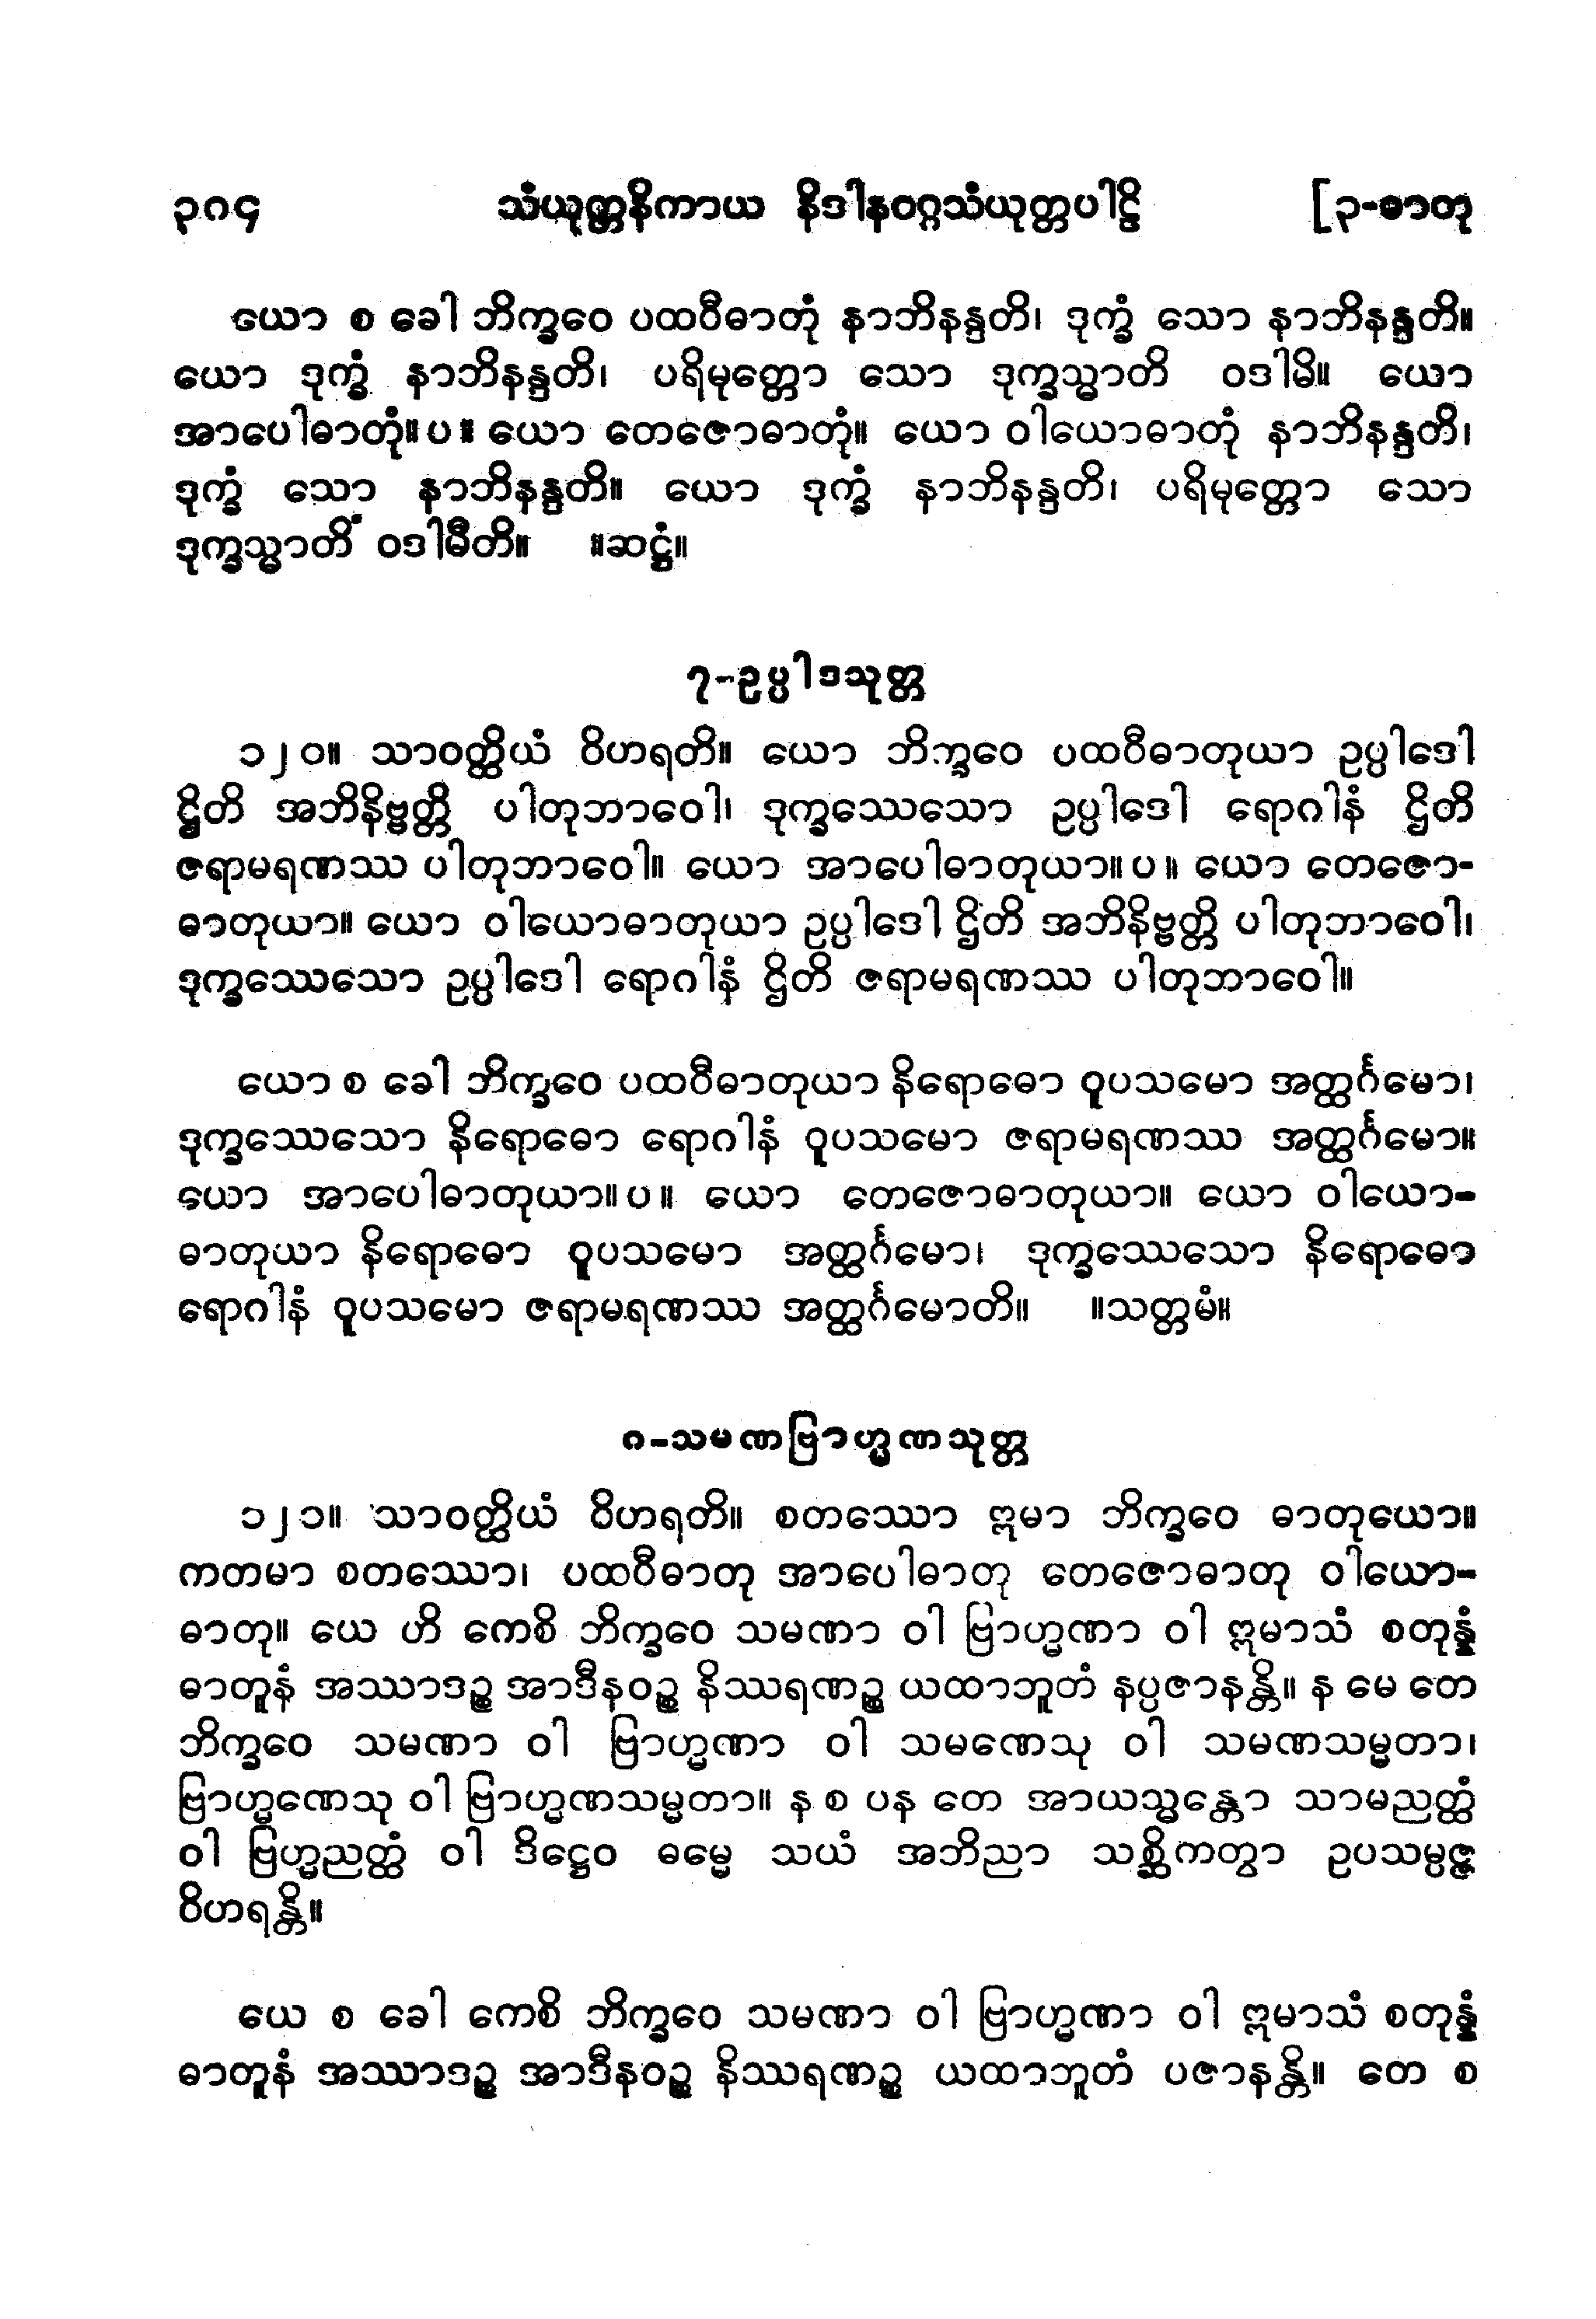 ၃၈၄ သံယုတ္တနိကာယ နိဒါနဝဂ္ဂသံယုတ္တပါဠိ [၃-ဓာတု
ယော စ ခေါ ဘိက္ခဝေ ပထဝီဓာတုံ နာဘိနန္ဒတိ၊ ဒုက္ခံ သော နာဘိနန္ဒတိ။
ယော ဒုက္ခံ နာဘိနန္ဒတိ၊ ပရိမုတ္တော သော ဒုက္ခသ္မာတိ ဝဒါမိ။ ယော
အာပေါဓာတုံ။ပ။ ယော တေဇောဓာတုံ။ ယော ဝါယောဓာတုံ နာဘိနန္ဒတိ၊
ဒုက္ခံ သော နာဘိနန္ဒတိ။ ယော ဒုက္ခံ နာဘိနန္ဒတိ၊ ပရိမုတ္တော သော
ဒုက္ခသ္မာတိ ဝဒါမီတိ။ ။ဆဋ္ဌံ။
၇-ဥပ္ပါဒသုတ္တ
၁၂၀။ သာဝတ္ထိယံ ဝိဟရတိ။ ယော ဘိက္ခဝေ ပထဝီဓာတုယာ ဥပ္ပါဒေါ
ဌိတိ အဘိနိဗ္ဗတ္တိ ပါတုဘာဝေါ၊ ဒုက္ခဿေသော ဥပ္ပါဒေါ ရောဂါနံ ဌိတိ
ဇရာမရဏဿ ပါတုဘာဝေါ။ ယော အာပေါဓာတုယာ။ပ။ ယော တေဇော-
ဓာတုယာ။ ယော ဝါယောဓာတုယာ ဥပ္ပါဒေါ ဌိတိ အဘိနိဗ္ဗတ္တိ ပါတုဘာဝေါ၊
ဒုက္ခဿေသော ဥပ္ပါဒေါ ရောဂါနံ ဌိတိ ဇရာမရဏဿ ပါတုဘာဝေါ။
ယော စ ခေါ ဘိက္ခဝေ ပထဝီဓာတုယာ နိရောဓော ဝူပသမော အတ္ထင်္ဂမော၊
ဒုက္ခဿေသော နိရောဓော ရောဂါနံ ဝူပသမော ဇရာမရဏဿ အတ္ထင်္ဂမော။
ယော အာပေါဓာတုယာ။ပ။ ယော တေဇောဓာတုယာ။ ယော ဝါယော-
ဓာတုယာ နိရောဓော ဝူပသမော အတ္ထင်္ဂမော၊ ဒုက္ခဿေသော နိရောဓော
ရောဂါနံ ဝူပသမော ဇရာမရဏဿ အတ္ထင်္ဂမောတိ။ ။သတ္တမံ။
၈-သမဏဗြာဟ္မဏသုတ္တ
၁၂၁။ သာဝတ္ထိယံ ဝိဟရတိ။ စတဿော ဣမာ ဘိက္ခဝေ ဓာတုယော။
ကတမာ စတဿော၊ ပထဝီဓာတု အာပေါဓာတု တေဇောဓာတု ဝါယော-
ဓာတု။ ယေ ဟိ ကေစိ ဘိက္ခဝေ သမဏာ ဝါ ဗြာဟ္မဏာ ဝါ ဣမာသံ စတုန္နံ
ဓာတူနံ အဿာဒဉ္စ အာဒီနဝဉ္စ နိဿရဏဉ္စ ယထာဘူတံ နပ္ပဇာနန္တိ။ န မေ တေ
ဘိက္ခဝေ သမဏာ ဝါ ဗြာဟ္မဏာ ဝါ သမဏေသု ဝါ သမဏသမ္မတာ၊
ဗြာဟ္မဏေသု ဝါ ဗြာဟ္မဏသမ္မတာ။ န စ ပန တေ အာယသ္မန္တော သာမညတ္ထံ
ဝါ ဗြဟ္မညတ္ထံ ဝါ ဒိဋ္ဌေဝ ဓမ္မေ သယံ အဘိညာ သစ္ဆိကတွာ ဥပသမ္ပဇ္ဇ
ဝိဟရန္တိ။
ယေ စ ခေါ ကေစိ ဘိက္ခဝေ သမဏာ ဝါ ဗြာဟ္မဏာ ဝါ ဣမာသံ စတုန္နံ
ဓာတူနံ အဿာဒဉ္စ အာဒီနဝဉ္စ နိဿရဏဉ္စ ယထာဘူတံ ပဇာနန္တိ။ တေ စ